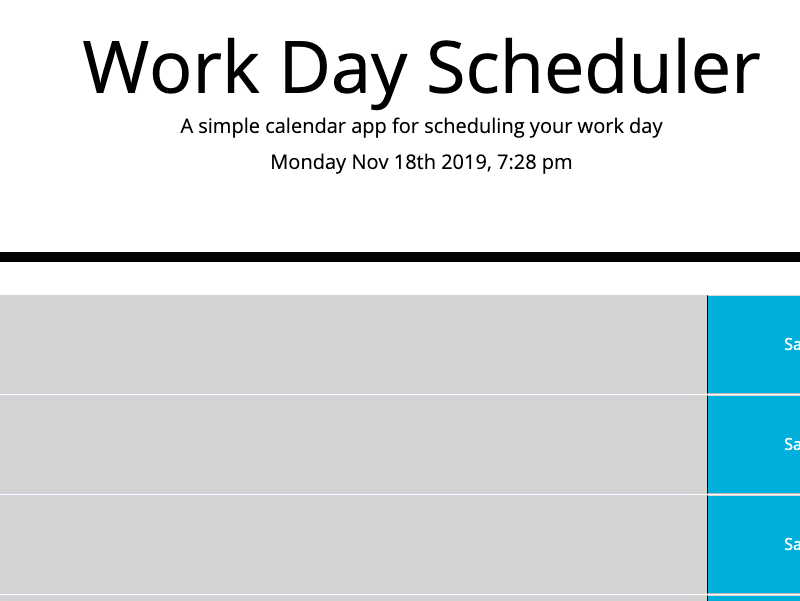 Work Day Scheduler
A simple calendar app for scheduling your work day
Monday Nov 18th 2019, 7:28 pm
Sa
Sa
Sa